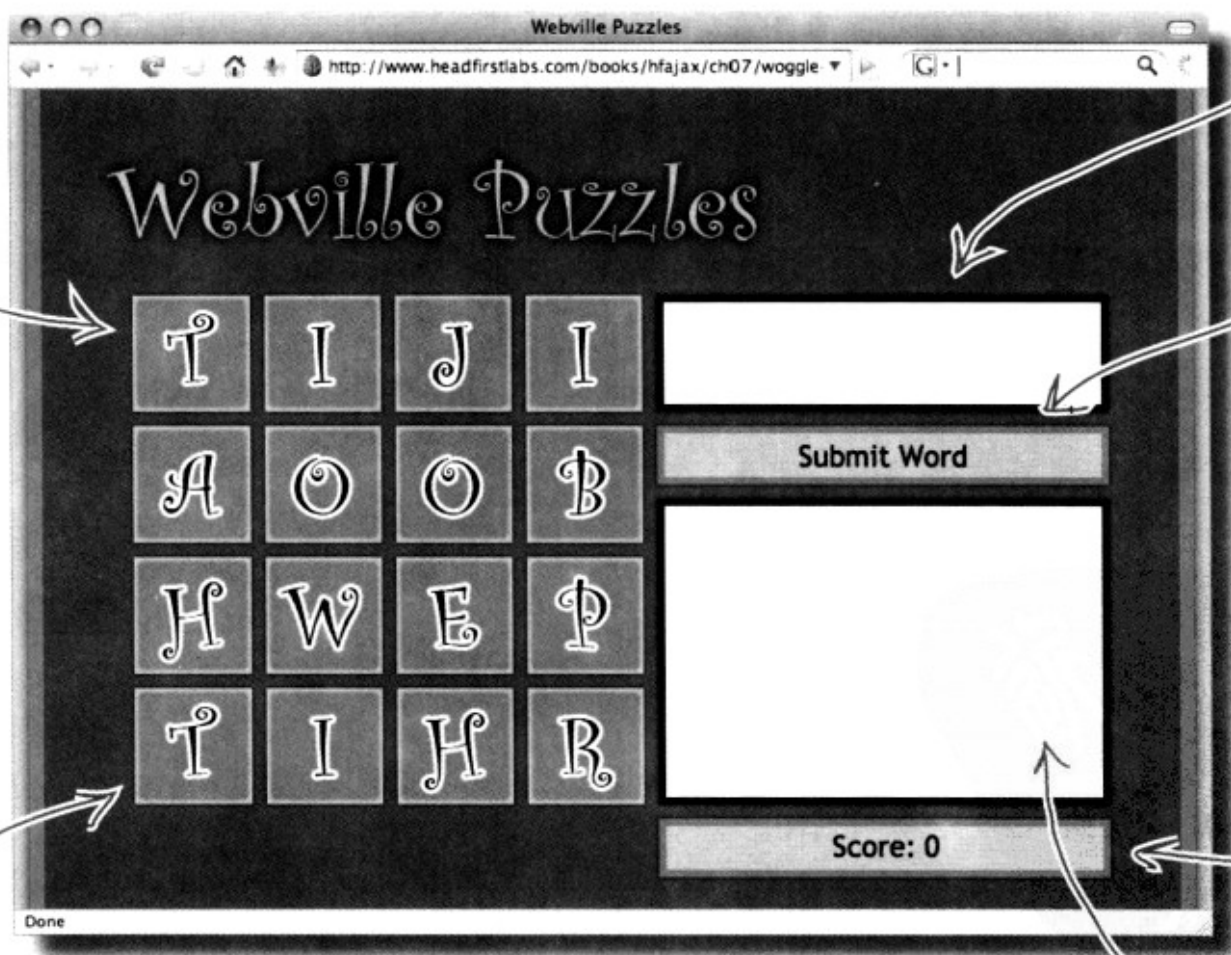 Webville Puzzles
http://www.headfirstlabs.com/books/hfajax/ch07/woggle
G
Webville Puzzles
T I J I
A O O B
Submit Word
H W E P
T I H R
Score: 0
Done